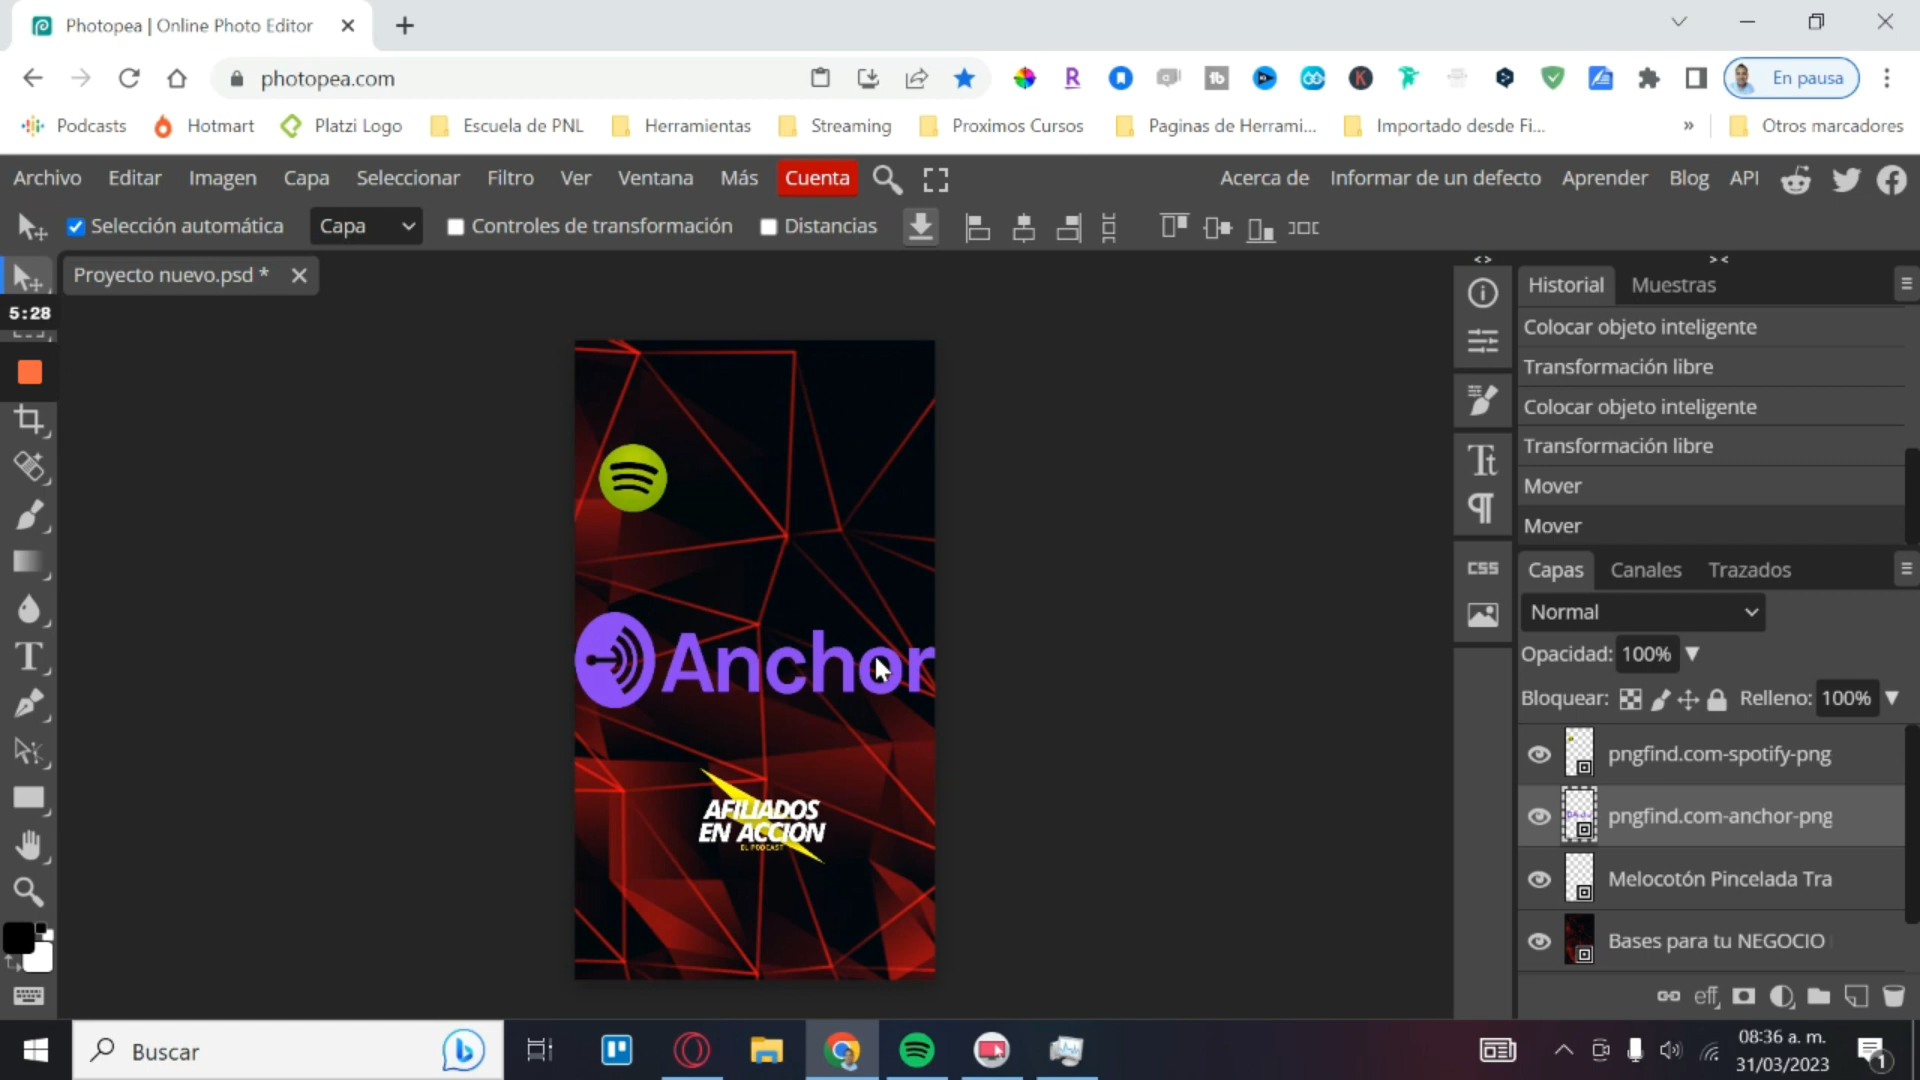 Photopea | Online Photo Editor
photopea.com
En pausa
Podcasts
Hotmart
Platzi Logo
Escuela de PNL
Herramientas
Streaming
Proximos Cursos
Paginas de Herrami...
Importado desde Fi...
»
Otros marcadores
Archivo
Editar
Imagen
Capa
Seleccionar
Filtro
Ver
Ventana
Más
Cuenta
Acerca de
Informar de un defecto
Aprender
Blog
API
Selección automática
Capa
Controles de transformación
Distancias
Proyecto nuevo.psd *
5:28
Anchor
AFILIADOS
EN ACCION
EL PODCAST
CSS
Historial
Muestras
Colocar objeto inteligente
Transformación libre
Colocar objeto inteligente
Transformación libre
Mover
Mover
Capas
Canales
Trazados
Normal
Opacidad: 100%
Bloquear:
Relleno: 100%
pngfind.com-spotify-png
pngfind.com-anchor-png
Melocotón Pincelada Tra
Bases para tu NEGOCIO
eff
Buscar
08:36 a. m.
31/03/2023
1